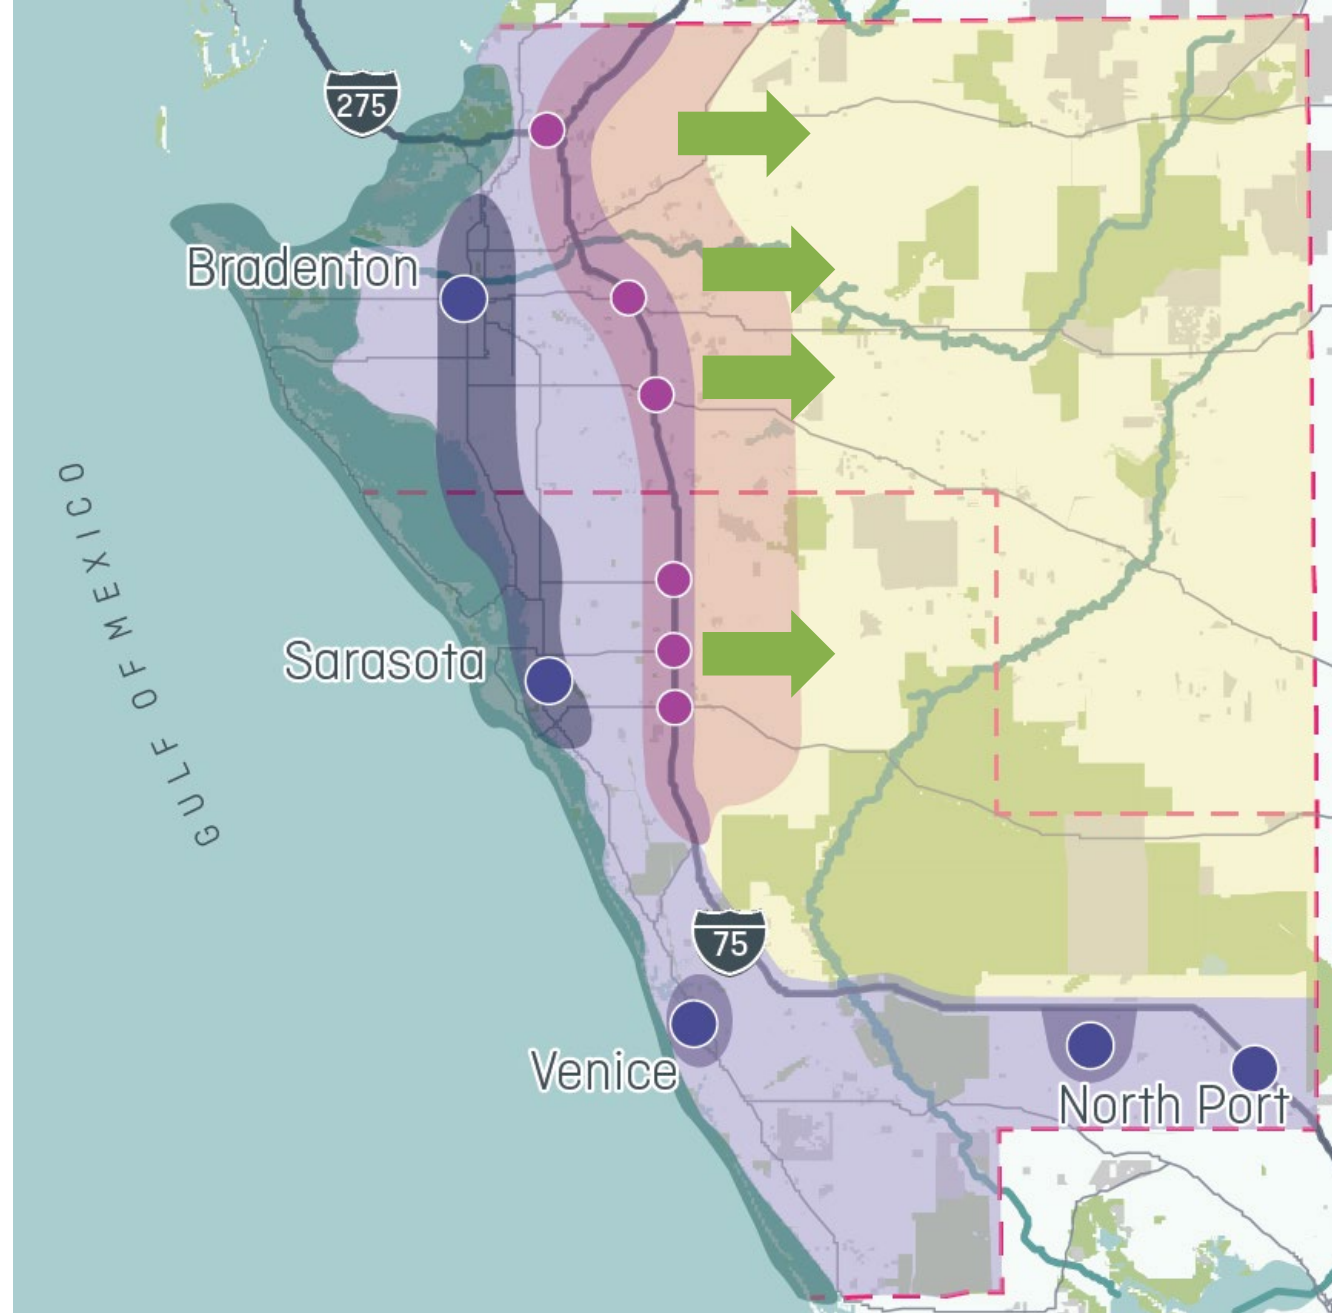 275
Bradenton
GULF OF MEXICO
Sarasota
75
Venice
North Port